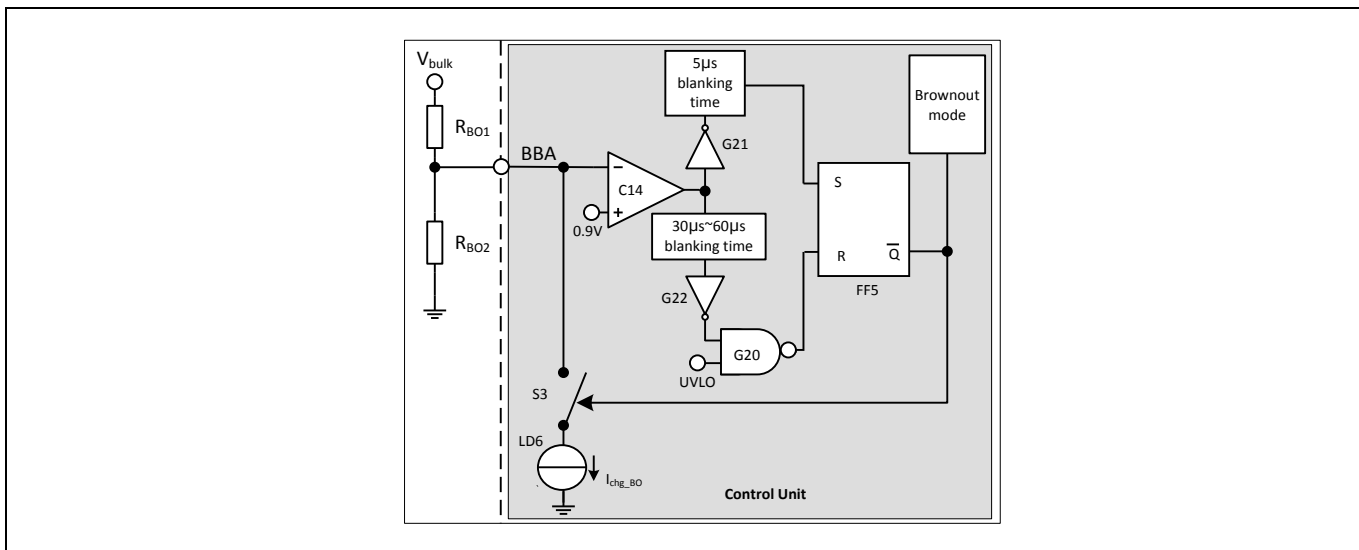 V_bulk
R_BO1
R_BO2
BBA
5µs
blanking
time
G21
Brownout
mode
C14
0.9V
30µs~60µs
blanking time
G22
S
R
Q̅
FF5
G20
UVLO
S3
LD6
I_chg_BO
Control Unit